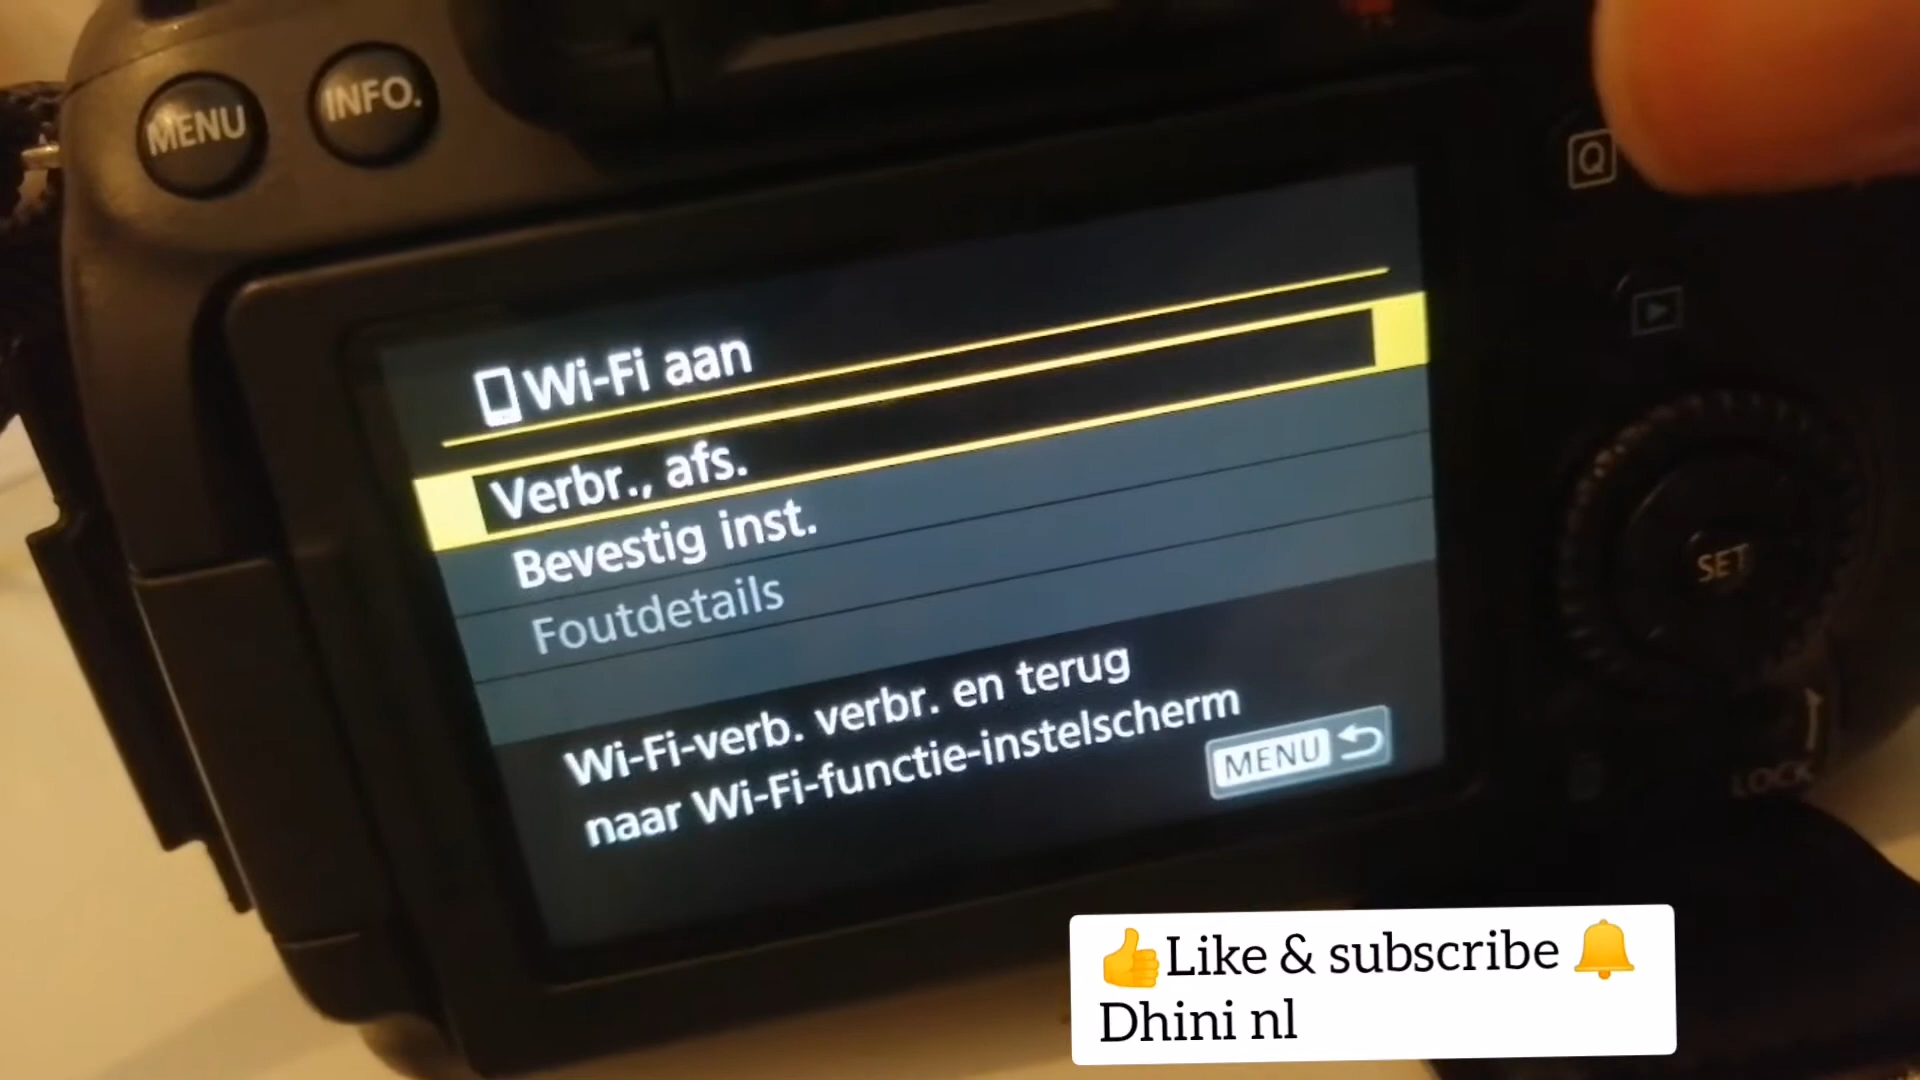 MENU
INFO.
Q
Wi-Fi aan
Verbr., afs.
Bevestig inst.
Foutdetails
Wi-Fi-verb. verbr. en terug
naar Wi-Fi-functie-instelscherm
MENU
SET
LOCK
👍Like & subscribe 🔔
Dhini nl